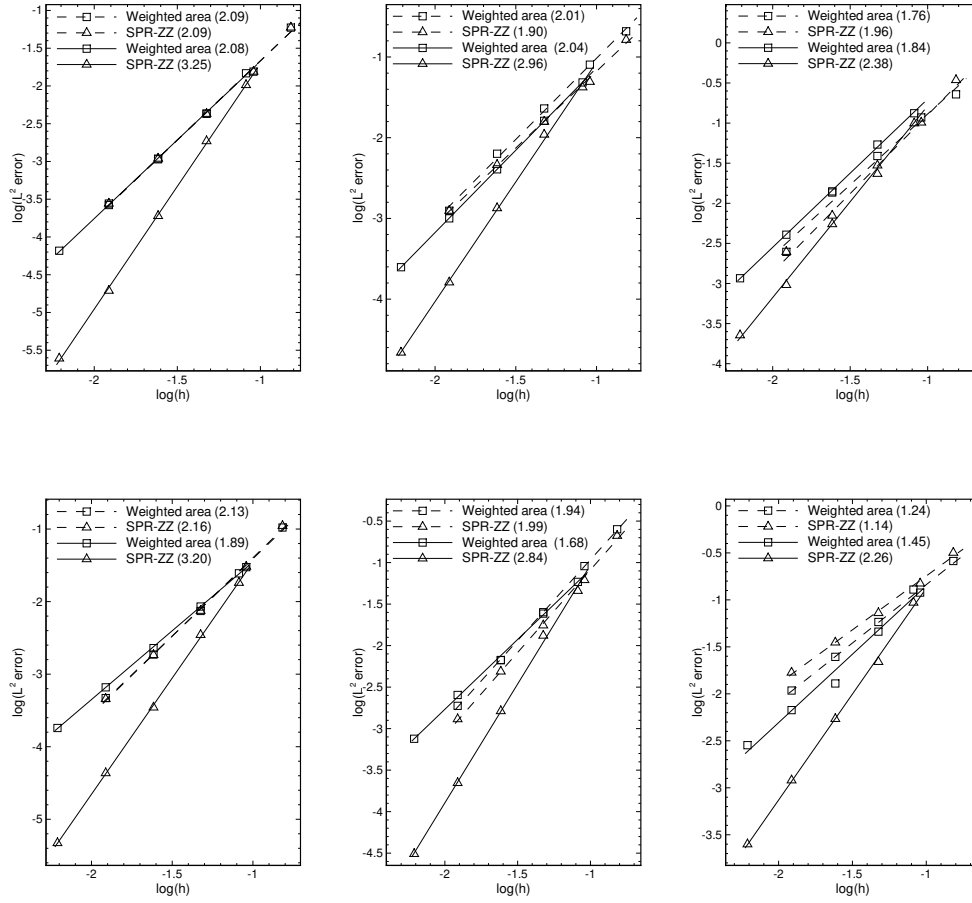 Weighted area (2.09)
SPR-ZZ (2.09)
Weighted area (2.08)
SPR-ZZ (3.25)
-1
-1.5
-2
-2.5
-3
-3.5
-4
-4.5
-5
-5.5
log(L² error)
-2 -1.5 -1
log(h)
Weighted area (2.01)
SPR-ZZ (1.90)
Weighted area (2.04)
SPR-ZZ (2.96)
-1
-2
-3
-4
log(L² error)
-2 -1.5 -1
log(h)
Weighted area (1.76)
SPR-ZZ (1.96)
Weighted area (1.84)
SPR-ZZ (2.38)
0
-0.5
-1
-1.5
-2
-2.5
-3
-3.5
-4
log(L² error)
-2 -1.5 -1
log(h)
Weighted area (2.13)
SPR-ZZ (2.16)
Weighted area (1.89)
SPR-ZZ (3.20)
-1
-2
-3
-4
-5
log(L² error)
-2 -1.5 -1
log(h)
Weighted area (1.94)
SPR-ZZ (1.99)
Weighted area (1.68)
SPR-ZZ (2.84)
-0.5
-1
-1.5
-2
-2.5
-3
-3.5
-4
-4.5
log(L² error)
-2 -1.5 -1
log(h)
Weighted area (1.24)
SPR-ZZ (1.14)
Weighted area (1.45)
SPR-ZZ (2.26)
0
-0.5
-1
-1.5
-2
-2.5
-3
-3.5
log(L² error)
-2 -1.5 -1
log(h)